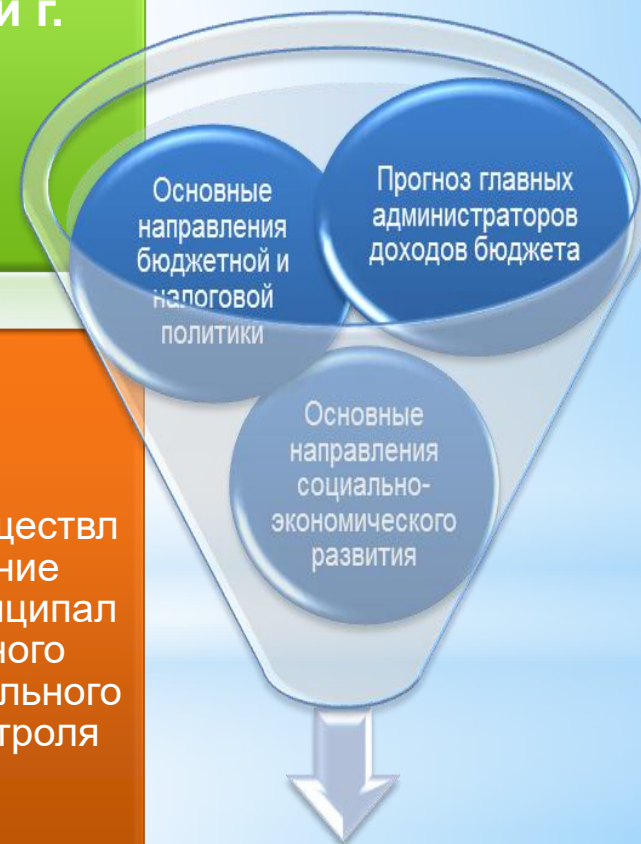 и г.
Основные
направления
бюджетной и
налоговой
политики
Прогноз главных
администраторов
доходов бюджета
Основные
направления
социально-
экономического
развития
ществл
ние
иципал
ного
льного
троля